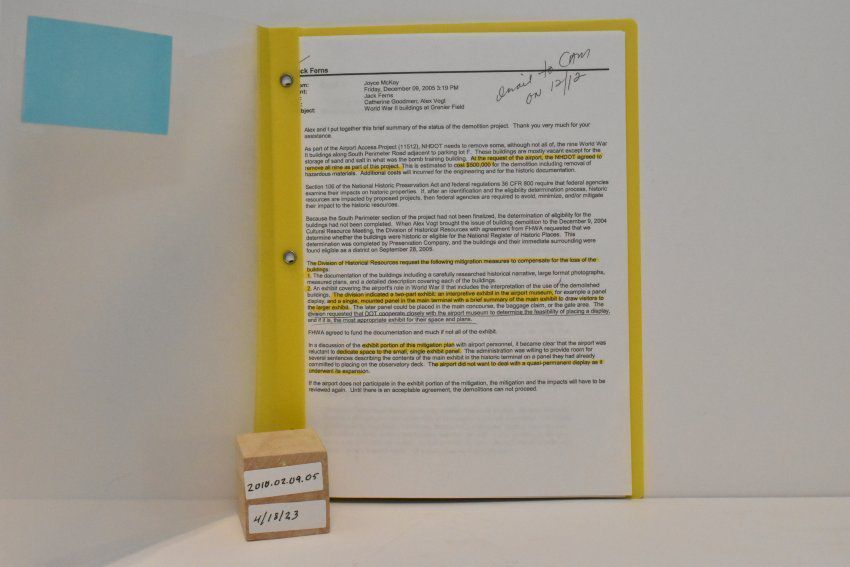 email to CAM
on 12/12
ck Ferns
om: Joyce McKay
nt: Friday, December 09, 2005 3:19 PM
Jack Ferns
Catherine Goodmen; Alex Vogt
bject: World War II buildings at Grenier Field
Alex and I put together this brief summary of the status of the demolition project. Thank you very much for your
assistance.
As part of the Airport Access Project (11512), NHDOT needs to remove some, although not all of, the nine World War
II buildings along South Perimeter Road adjacent to parking lot F. These buildings are mostly vacant except for the
storage of sand and salt in what was the bomb training building. At the request of the airport, the NHDOT agreed to
remove all nine as part of this project. This is estimated to cost $500,000 for the demolition including removal of
hazardous materials. Additional costs will incurred for the engineering and for the historic documentation.
Section 106 of the National Historic Preservation Act and federal regulations 36 CFR 800 require that federal agencies
examine their impacts on historic properties. If, after an identification and the eligibility determination process, historic
resources are impacted by proposed projects, then federal agencies are required to avoid, minimize, and/or mitigate
their impact to the historic resources.
Because the South Perimeter section of the project had not been finalized, the determination of eligibility for the
buildings had not been completed. When Alex Vogt brought the issue of building demolition to the December 9, 2004
Cultural Resource Meeting, the Division of Historical Resources with agreement from FHWA requested that we
determine whether the buildings were historic or eligible for the National Register of Historic Places. This
determination was completed by Preservation Company, and the buildings and their immediate surrounding were
found eligible as a district on September 28, 2005.
The Division of Historical Resources request the following mitigation measures to compensate for the loss of the
buildings:
1. The documentation of the buildings including a carefully researched historical narrative, large format photographs,
measured plans, and a detailed description covering each of the buildings.
2. An exhibit covering the airport's role in World War II that includes the interpretation of the use of the demolished
buildings. The division indicated a two-part exhibit: an interpretive exhibit in the airport museum, for example a panel
display, and a single, mounted panel in the main terminal with a brief summary of the main exhibit to draw visitors to
the larger exhibit. The later panel could be placed in the main concourse, the baggage claim, or the gate area. The
division requested that DOT cooperate closely with the airport museum to determine the feasibility of placing a display,
and if it is, the most appropriate exhibit for their space and plans.
FHWA agreed to fund the documentation and much if not all of the exhibit.
In a discussion of the exhibit portion of this mitigation plan with airport personnel, it became clear that the airport was
reluctant to dedicate space to the small, single exhibit panel. The administration was willing to provide room for
several sentences describing the contents of the main exhibit in the historic terminal on a panel they had already
committed to placing on the observatory deck. The airport did not want to deal with a quasi-permanent display as it
underwent its expansion.
If the airport does not participate in the exhibit portion of the mitigation, the mitigation and the impacts will have to be
reviewed again. Until there is an acceptable agreement, the demolitions can not proceed.
2010.02.09.05
4/18/23